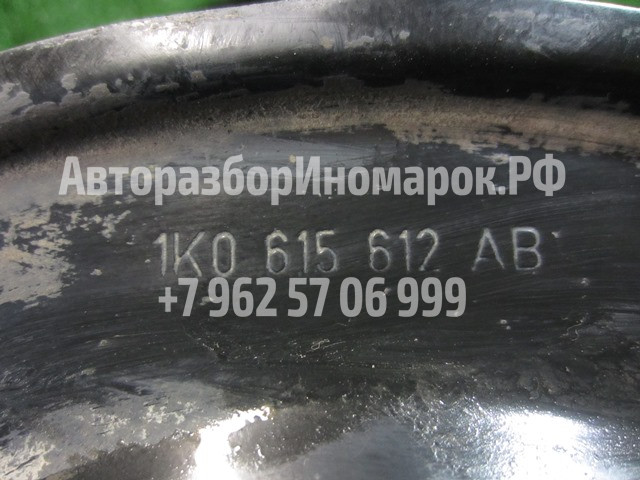 АвторазборИномарок.РФ
1K0 615 612 AB
+7 962 57 06 999